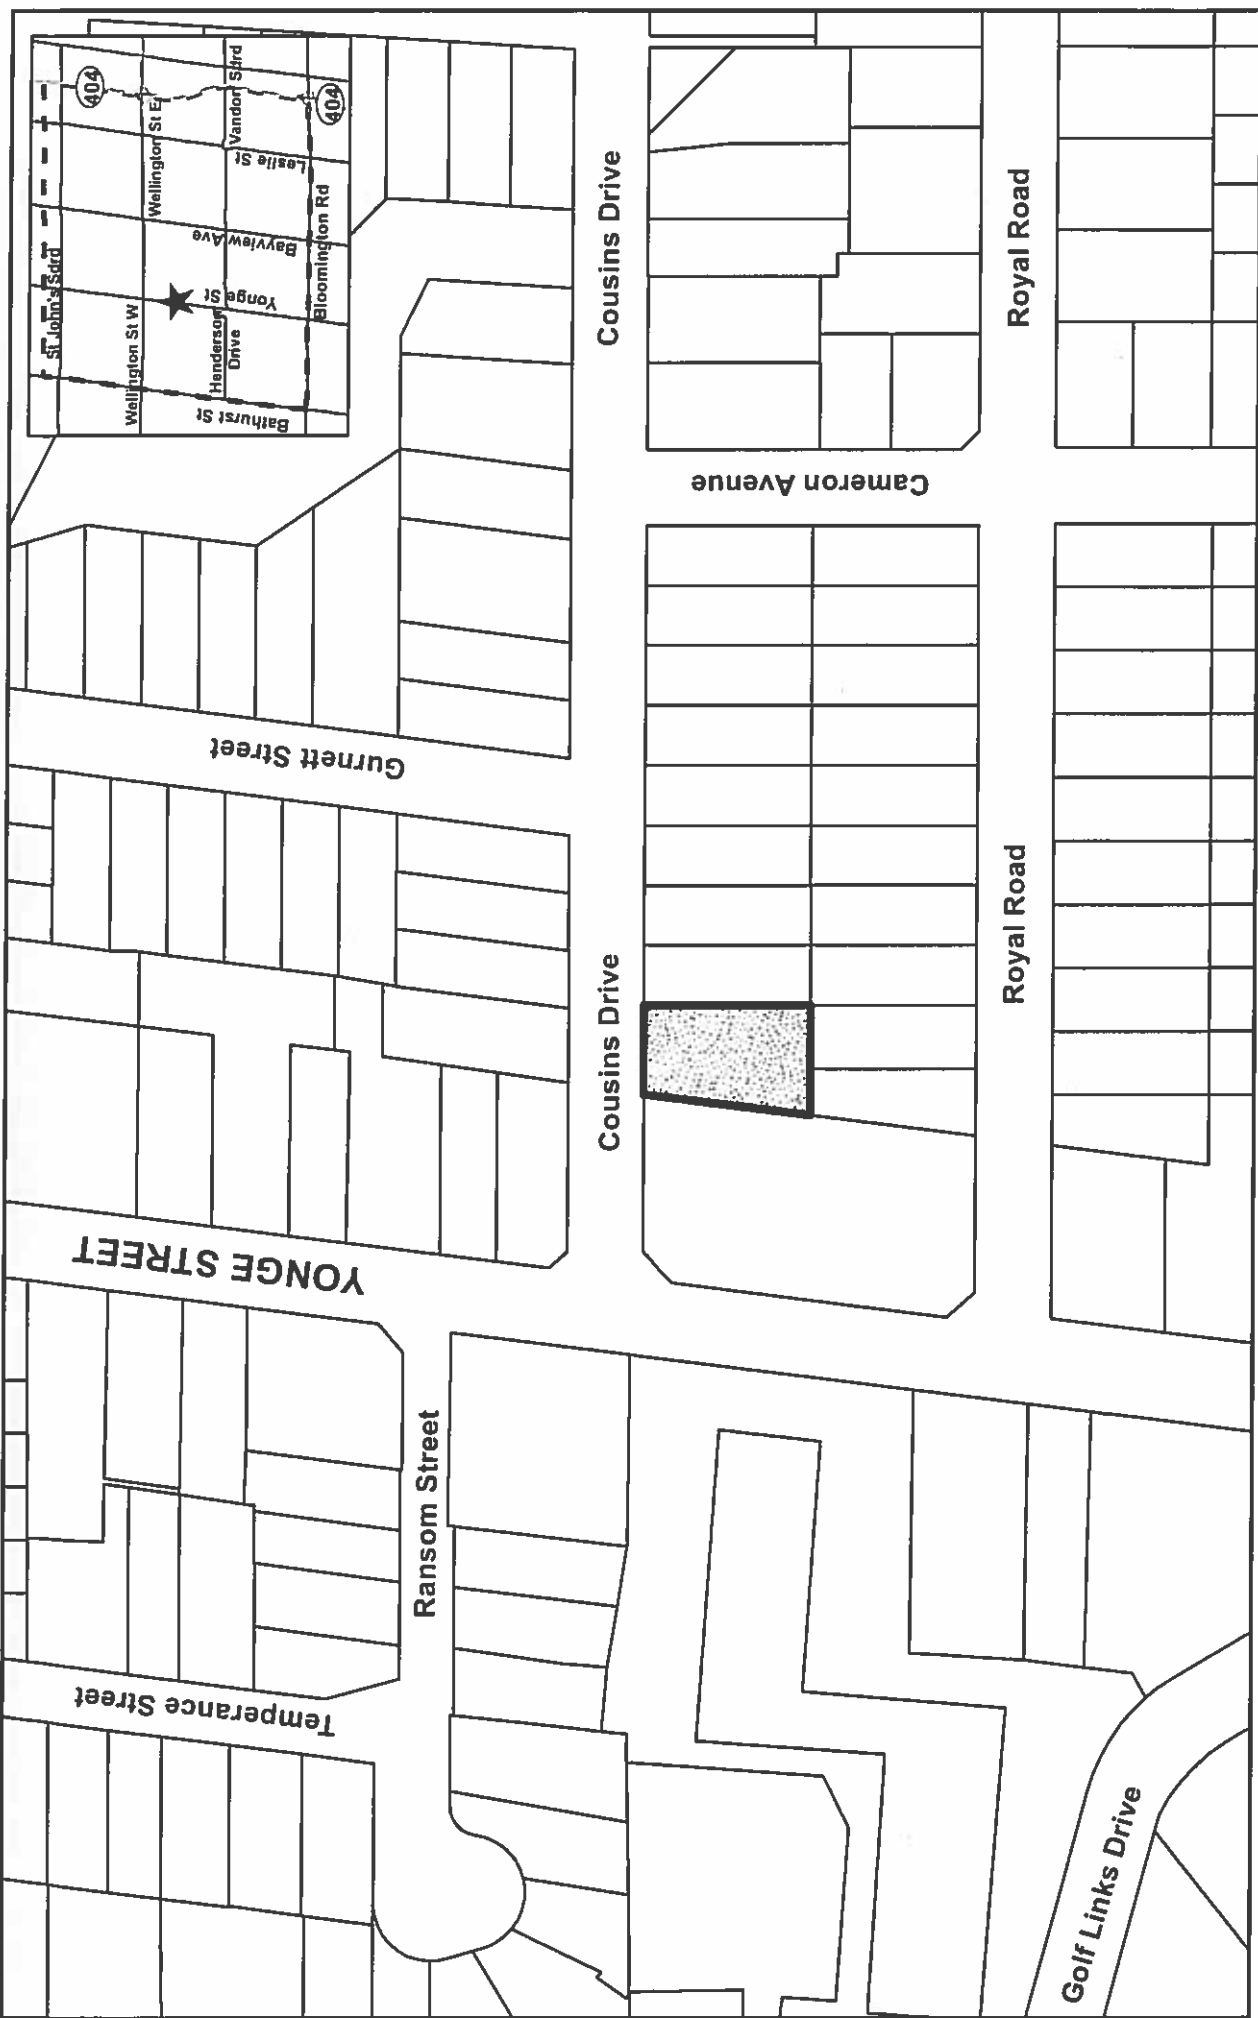 St John's Sdrd
Wellington St W
Wellington St E
404
Vandorf Sdrd
Henderson
Drive
Bloomington Rd
404
Bathurst St
Yonge St
Bayview Ave
Leslie St
Temperance Street
YONGE STREET
Gurnett Street
Ransom Street
Cousins Drive
Cousins Drive
Cameron Avenue
Royal Road
Royal Road
Golf Links Drive